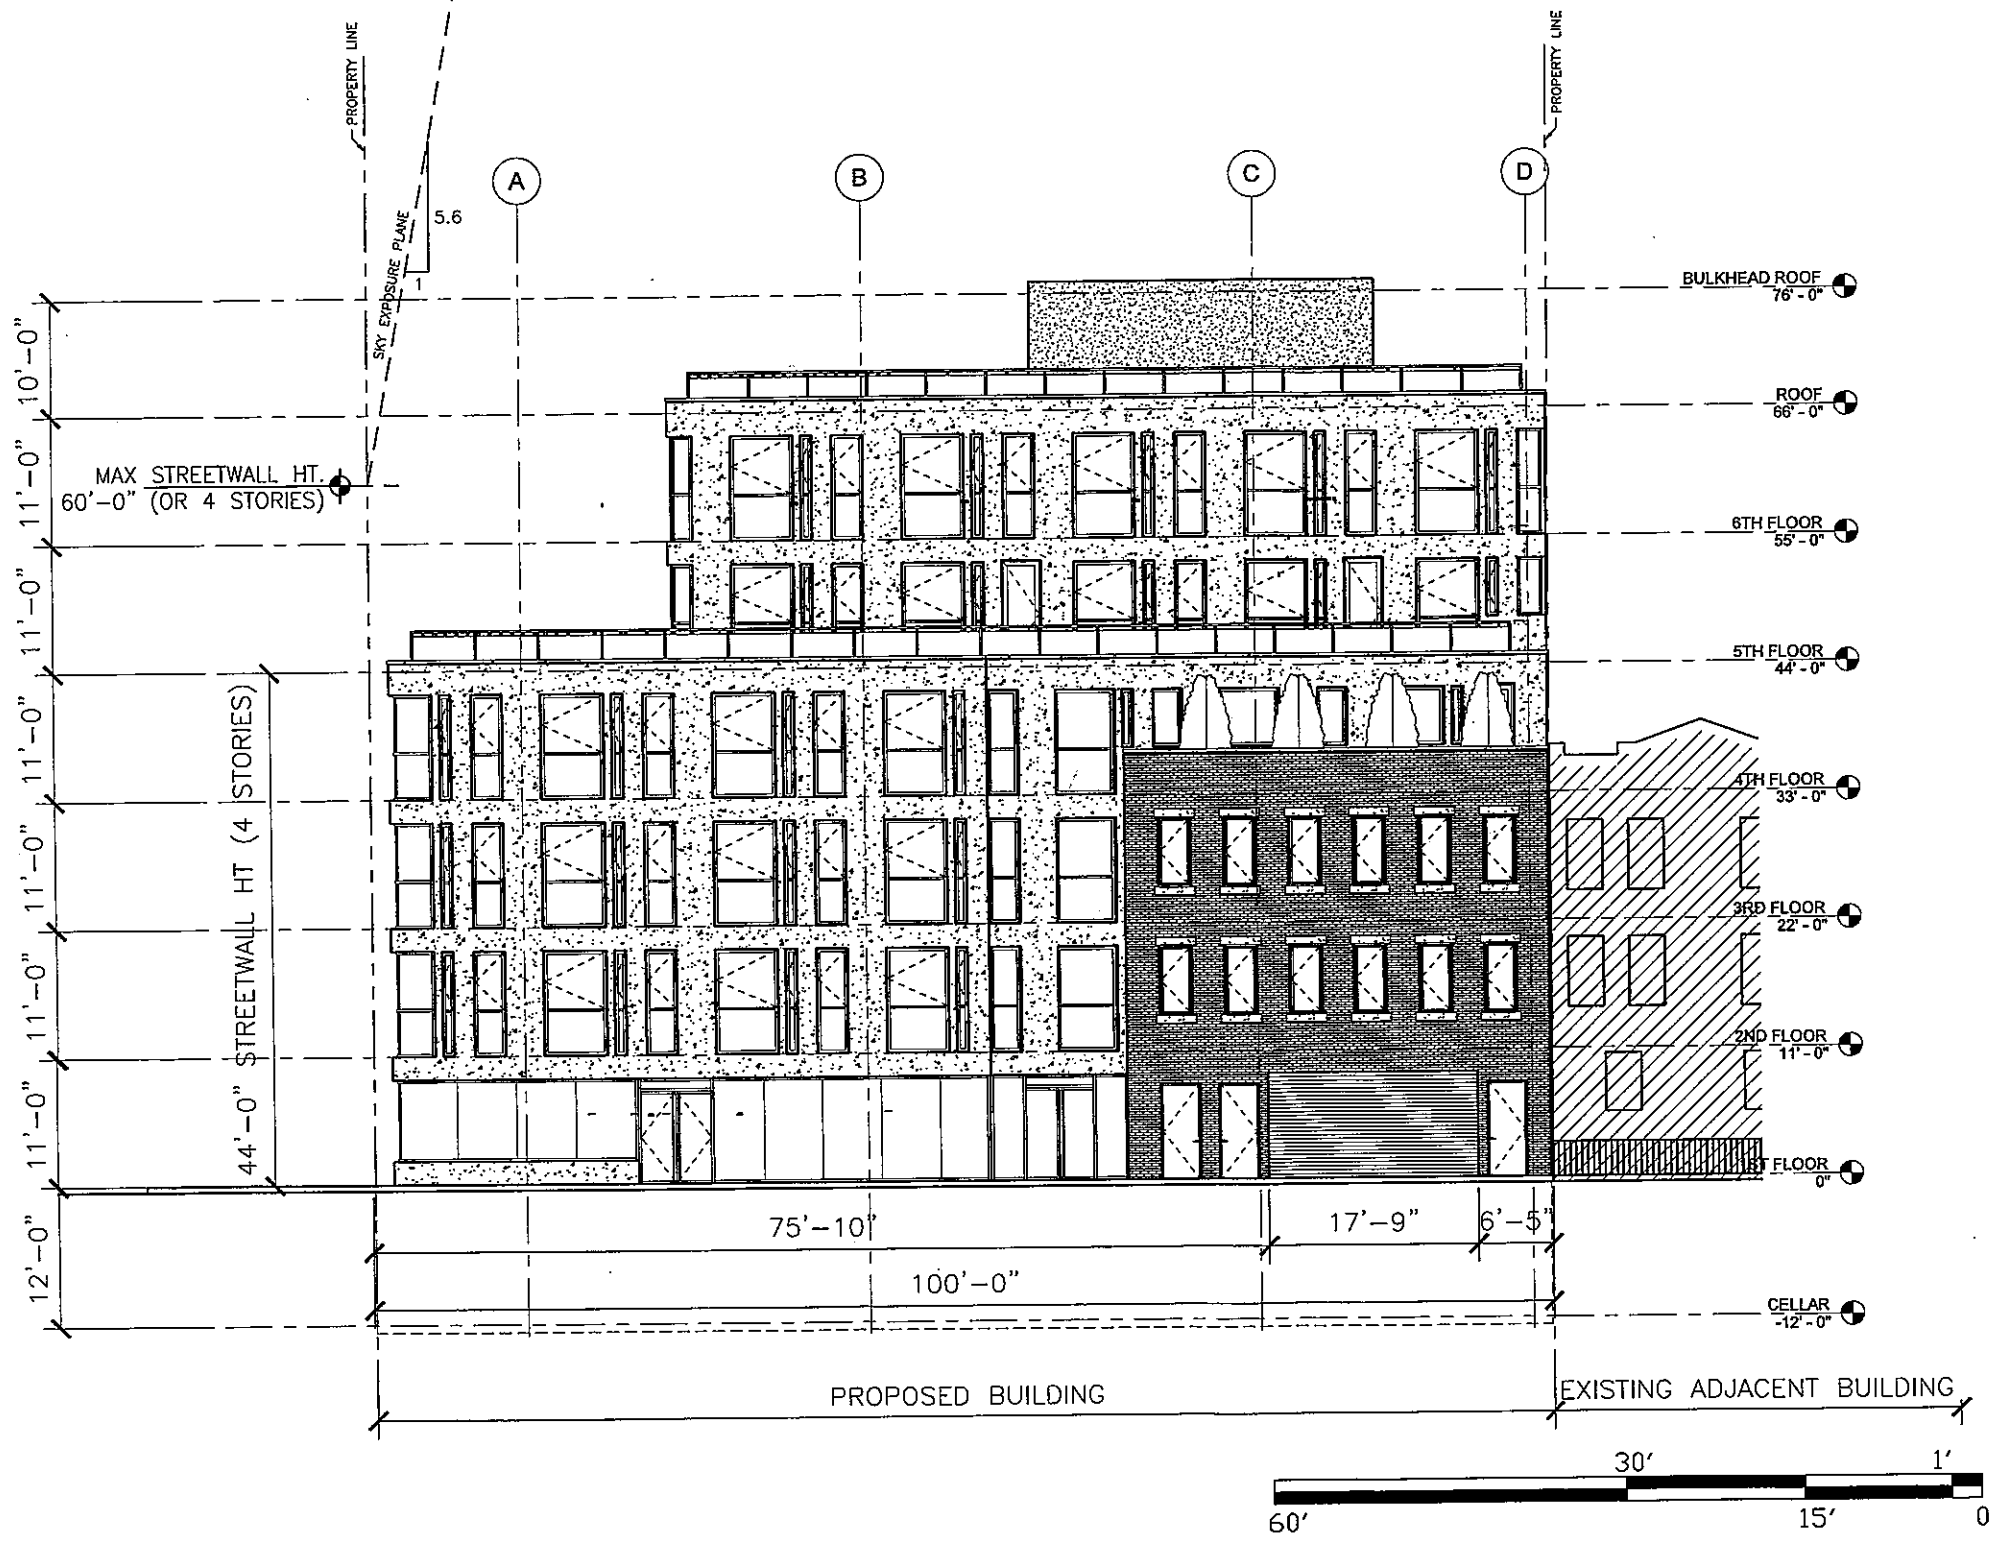 PROPERTY LINE
PROPERTY LINE
A
B
C
D
5.6
1
SKY EXPOSURE PLANE
BULKHEAD ROOF
76'-0"
10'-0"
ROOF
66'-0"
11'-0"
MAX STREETWALL HT.
60'-0" (OR 4 STORIES)
6TH FLOOR
55'-0"
11'-0"
5TH FLOOR
44'-0"
44'-0" STREETWALL HT (4 STORIES)
11'-0"
4TH FLOOR
33'-0"
11'-0"
3RD FLOOR
22'-0"
11'-0"
2ND FLOOR
11'-0"
11'-0"
1ST FLOOR
0"
75'-10"
17'-9"
6'-5"
12'-0"
100'-0"
CELLAR
-12'-0"
PROPOSED BUILDING
EXISTING ADJACENT BUILDING
30'
1'
60'
15'
0